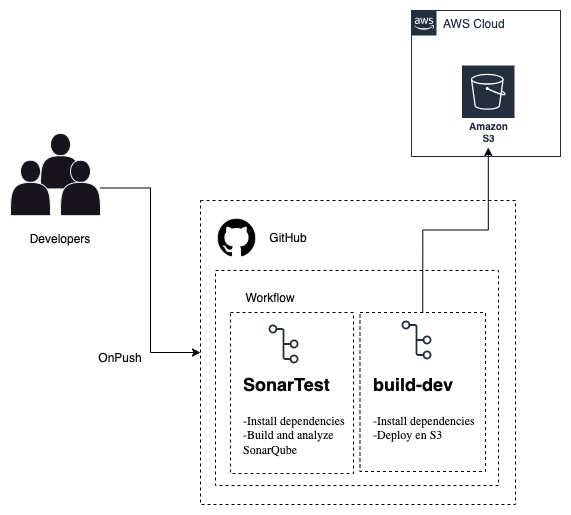 aws
AWS Cloud
Amazon
S3
Developers
GitHub
Workflow
OnPush
SonarTest
-Install dependencies
-Build and analyze
SonarQube
build-dev
-Install dependencies
-Deploy en S3